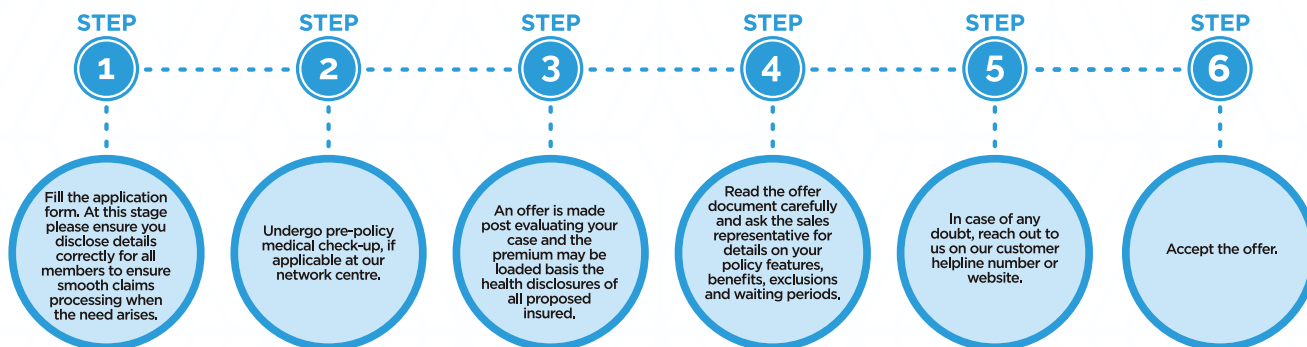 STEP
1
Fill the application
form. At this stage
please ensure you
disclose details
correctly for all
members to ensure
smooth claims
processing when
the need arises.
STEP
2
Undergo pre-policy
medical check-up, if
applicable at our
network centre.
STEP
3
An offer is made
post evaluating your
case and the
premium may be
loaded basis the
health disclosures of
all proposed
insured.
STEP
4
Read the offer
document carefully
and ask the sales
representative for
details on your
policy features,
benefits, exclusions
and waiting periods.
STEP
5
In case of any
doubt, reach out to
us on our customer
helpline number or
website.
STEP
6
Accept the offer.